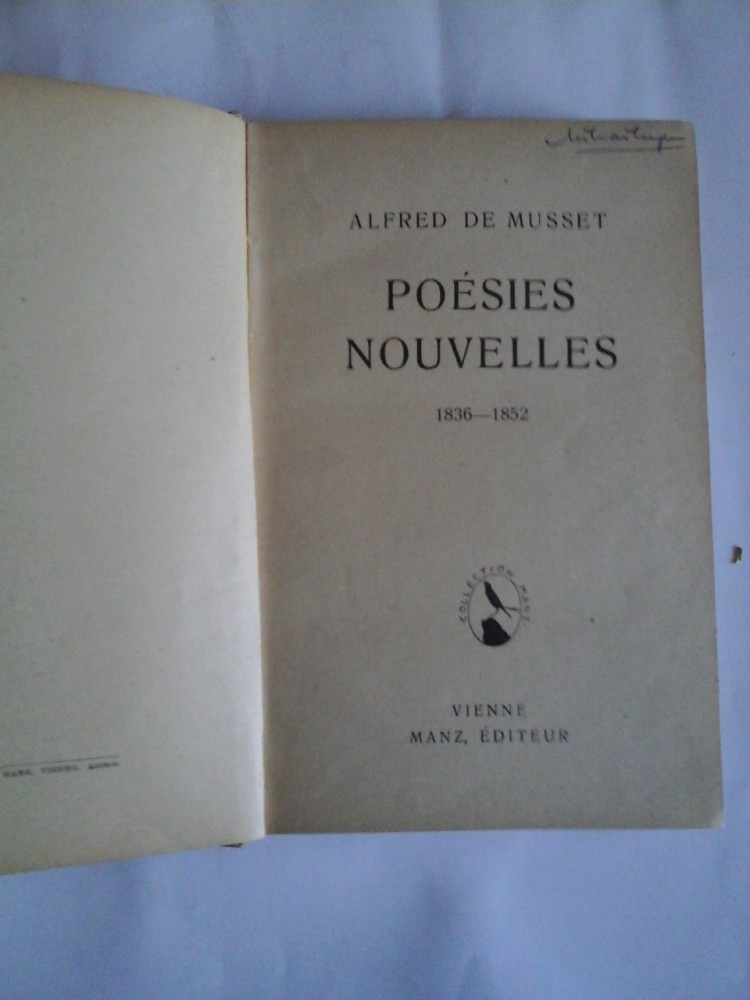 ALFRED DE MUSSET
POÉSIES
NOUVELLES
1836—1852
COLLECTION MANZ
VIENNE
MANZ, ÉDITEUR